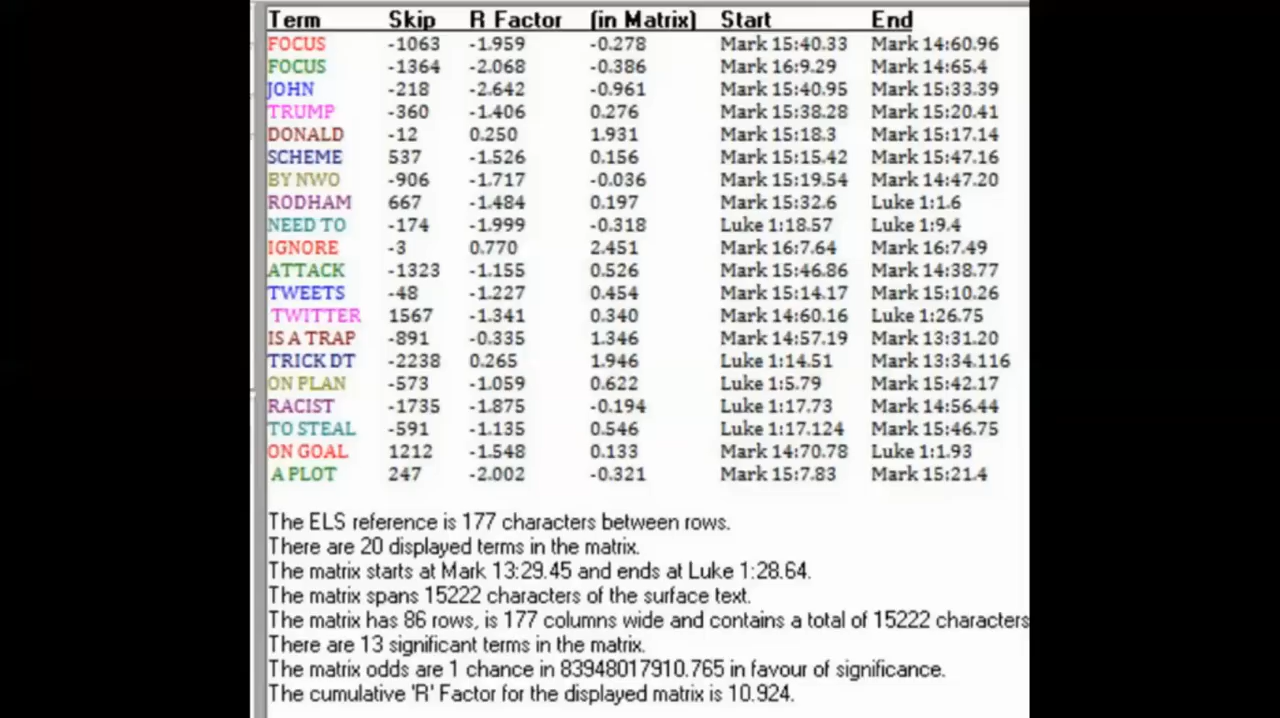 Term Skip R Factor (in Matrix) Start End
FOCUS -1063 -1.959 -0.278 Mark 15:40.33 Mark 14:60.96
FOCUS -1364 -2.068 -0.386 Mark 16:9.29 Mark 14:65.4
JOHN -218 -2.642 -0.961 Mark 15:40.95 Mark 15:33.39
TRUMP -360 -1.406 0.276 Mark 15:38.28 Mark 15:20.41
DONALD -12 0.250 1.931 Mark 15:18.3 Mark 15:17.14
SCHEME 537 -1.526 0.156 Mark 15:15.42 Mark 15:47.16
BY NWO -906 -1.717 -0.036 Mark 15:19.54 Mark 14:47.20
RODHAM 667 -1.484 0.197 Mark 15:32.6 Luke 1:1.6
NEED TO -174 -1.999 -0.318 Luke 1:18.57 Luke 1:9.4
IGNORE -3 0.770 2.451 Mark 16:7.64 Mark 16:7.49
ATTACK -1323 -1.155 0.526 Mark 15:46.86 Mark 14:38.77
TWEETS -48 -1.227 0.454 Mark 15:14.17 Mark 15:10.26
TWITTER 1567 -1.341 0.340 Mark 14:60.16 Luke 1:26.75
IS A TRAP -891 -0.335 1.346 Mark 14:57.19 Mark 13:31.20
TRICK DT -2238 0.265 1.946 Luke 1:14.51 Mark 13:34.116
ON PLAN -573 -1.059 0.622 Luke 1:5.79 Mark 15:42.17
RACIST -1735 -1.875 -0.194 Luke 1:17.73 Mark 14:56.44
TO STEAL -591 -1.135 0.546 Luke 1:17.124 Mark 15:46.75
ON GOAL 1212 -1.548 0.133 Mark 14:70.78 Luke 1:1.93
A PLOT 247 -2.002 -0.321 Mark 15:7.83 Mark 15:21.4
The ELS reference is 177 characters between rows.
There are 20 displayed terms in the matrix.
The matrix starts at Mark 13:29.45 and ends at Luke 1:28.64.
The matrix spans 15222 characters of the surface text.
The matrix has 86 rows, is 177 columns wide and contains a total of 15222 characters
There are 13 significant terms in the matrix.
The matrix odds are 1 chance in 83948017910.765 in favour of significance.
The cumulative 'R' Factor for the displayed matrix is 10.924.